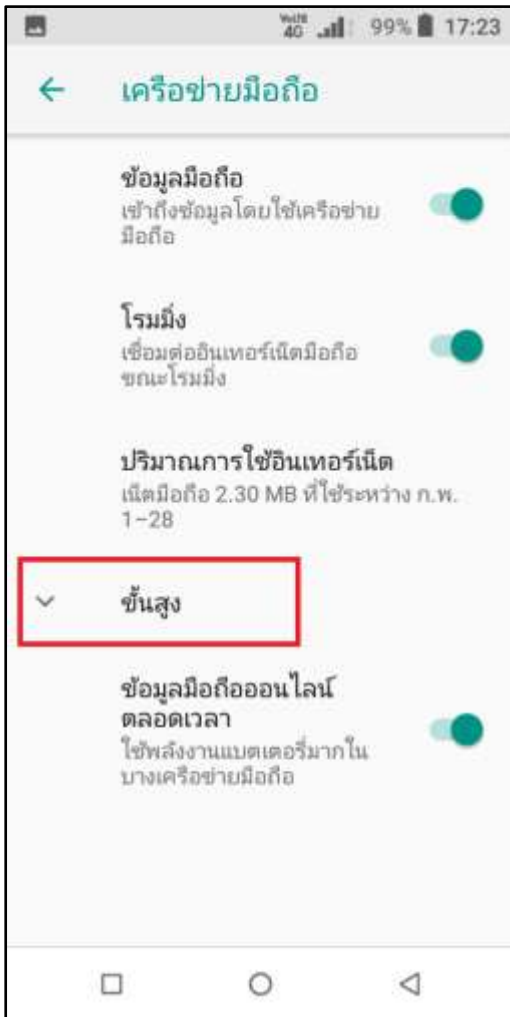 VoLTE 4G 99% 17:23
เครือข่ายมือถือ
ข้อมูลมือถือ
เข้าถึงข้อมูลโดยใช้เครือข่าย
มือถือ
โรมมิ่ง
เชื่อมต่ออินเทอร์เน็ตมือถือ
ขณะโรมมิ่ง
ปริมาณการใช้อินเทอร์เน็ต
เน็ตมือถือ 2.30 MB ที่ใช้ระหว่าง ก.พ.
1–28
ขั้นสูง
ข้อมูลมือถือออนไลน์
ตลอดเวลา
ใช้พลังงานแบตเตอรี่มากใน
บางเครือข่ายมือถือ